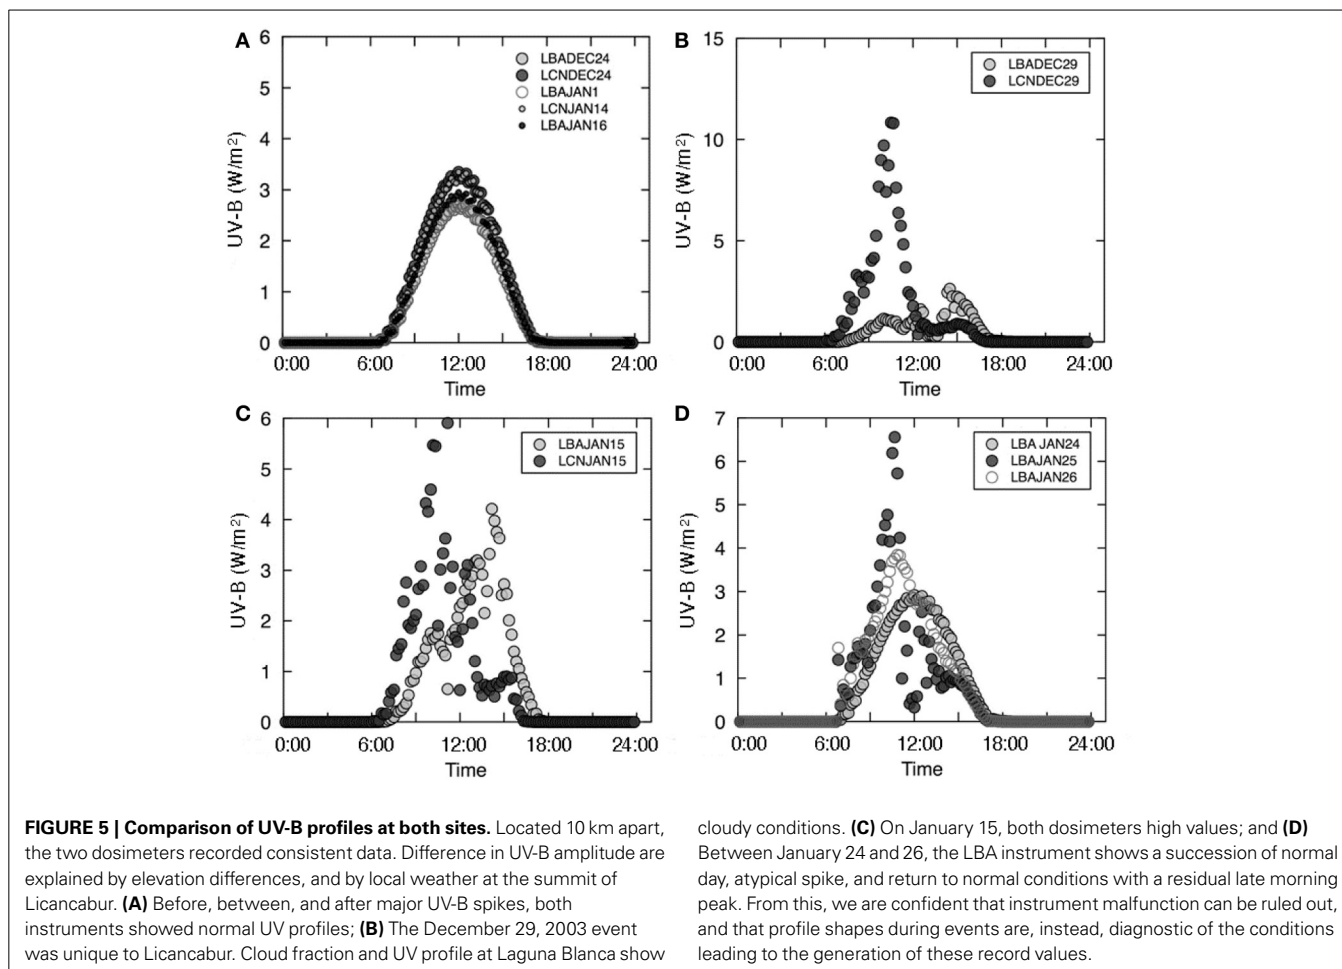 A
6
5
4
3
2
1
0
UV-B (W/m²)
LBADEC24
LCNDEC24
LBAJAN1
LCNJAN14
LBAJAN16
0:00 6:00 12:00 18:00 24:00
Time
B
15
10
5
0
UV-B (W/m²)
LBADEC29
LCNDEC29
0:00 6:00 12:00 18:00 24:00
Time
C
6
5
4
3
2
1
0
UV-B (W/m²)
LBAJAN15
LCNJAN15
0:00 6:00 12:00 18:00 24:00
Time
D
7
6
5
4
3
2
1
0
UV-B (W/m²)
LBA JAN24
LBAJAN25
LBAJAN26
0:00 6:00 12:00 18:00 24:00
Time
FIGURE 5 | Comparison of UV-B profiles at both sites. Located 10 km apart,
the two dosimeters recorded consistent data. Difference in UV-B amplitude are
explained by elevation differences, and by local weather at the summit of
Licancabur. (A) Before, between, and after major UV-B spikes, both
instruments showed normal UV profiles; (B) The December 29, 2003 event
was unique to Licancabur. Cloud fraction and UV profile at Laguna Blanca show
cloudy conditions. (C) On January 15, both dosimeters high values; and (D)
Between January 24 and 26, the LBA instrument shows a succession of normal
day, atypical spike, and return to normal conditions with a residual late morning
peak. From this, we are confident that instrument malfunction can be ruled out,
and that profile shapes during events are, instead, diagnostic of the conditions
leading to the generation of these record values.